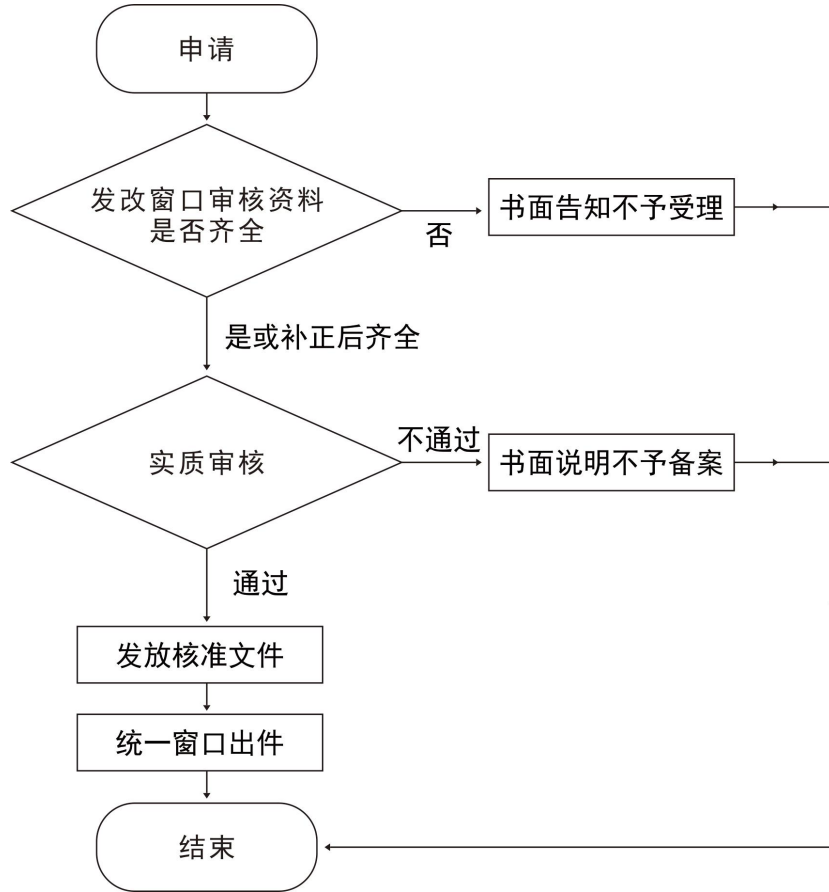 申请
发改窗口审核资料
是否齐全
否
书面告知不予受理
是或补正后齐全
实质审核
不通过
书面说明不予备案
通过
发放核准文件
统一窗口出件
结束